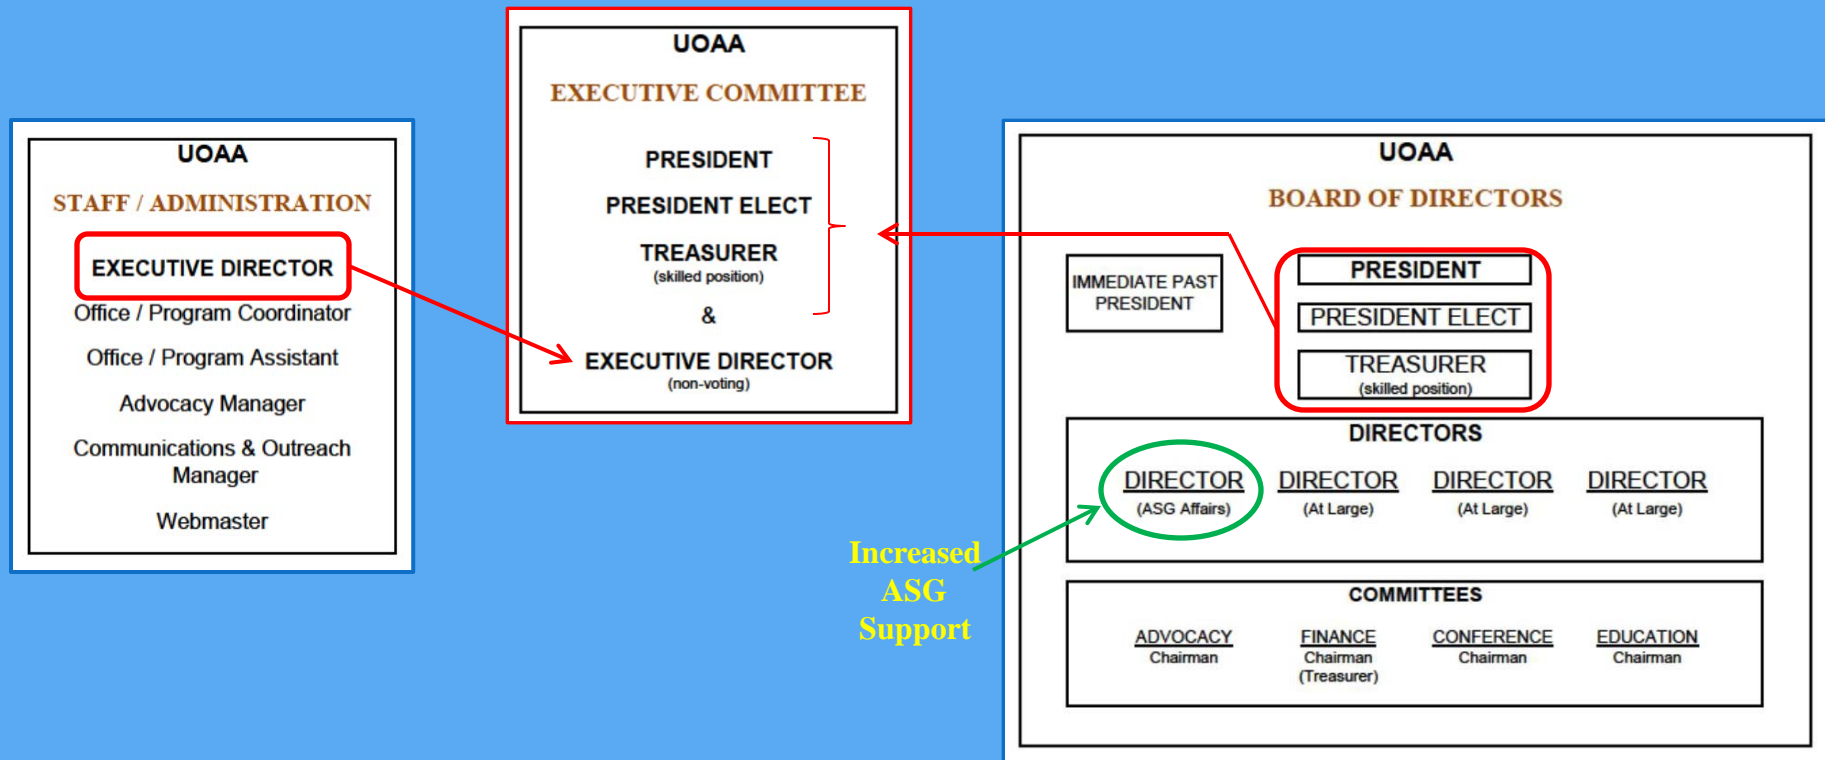 UOAA
STAFF / ADMINISTRATION
EXECUTIVE DIRECTOR
Office / Program Coordinator
Office / Program Assistant
Advocacy Manager
Communications & Outreach
Manager
Webmaster
UOAA
EXECUTIVE COMMITTEE
PRESIDENT
PRESIDENT ELECT
TREASURER
(skilled position)
&
EXECUTIVE DIRECTOR
(non-voting)
UOAA
BOARD OF DIRECTORS
IMMEDIATE PAST
PRESIDENT
PRESIDENT
PRESIDENT ELECT
TREASURER
(skilled position)
DIRECTORS
DIRECTOR DIRECTOR DIRECTOR DIRECTOR
(ASG Affairs) (At Large) (At Large) (At Large)
Increased
ASG
Support
COMMITTEES
ADVOCACY FINANCE CONFERENCE EDUCATION
Chairman Chairman Chairman Chairman
(Treasurer)